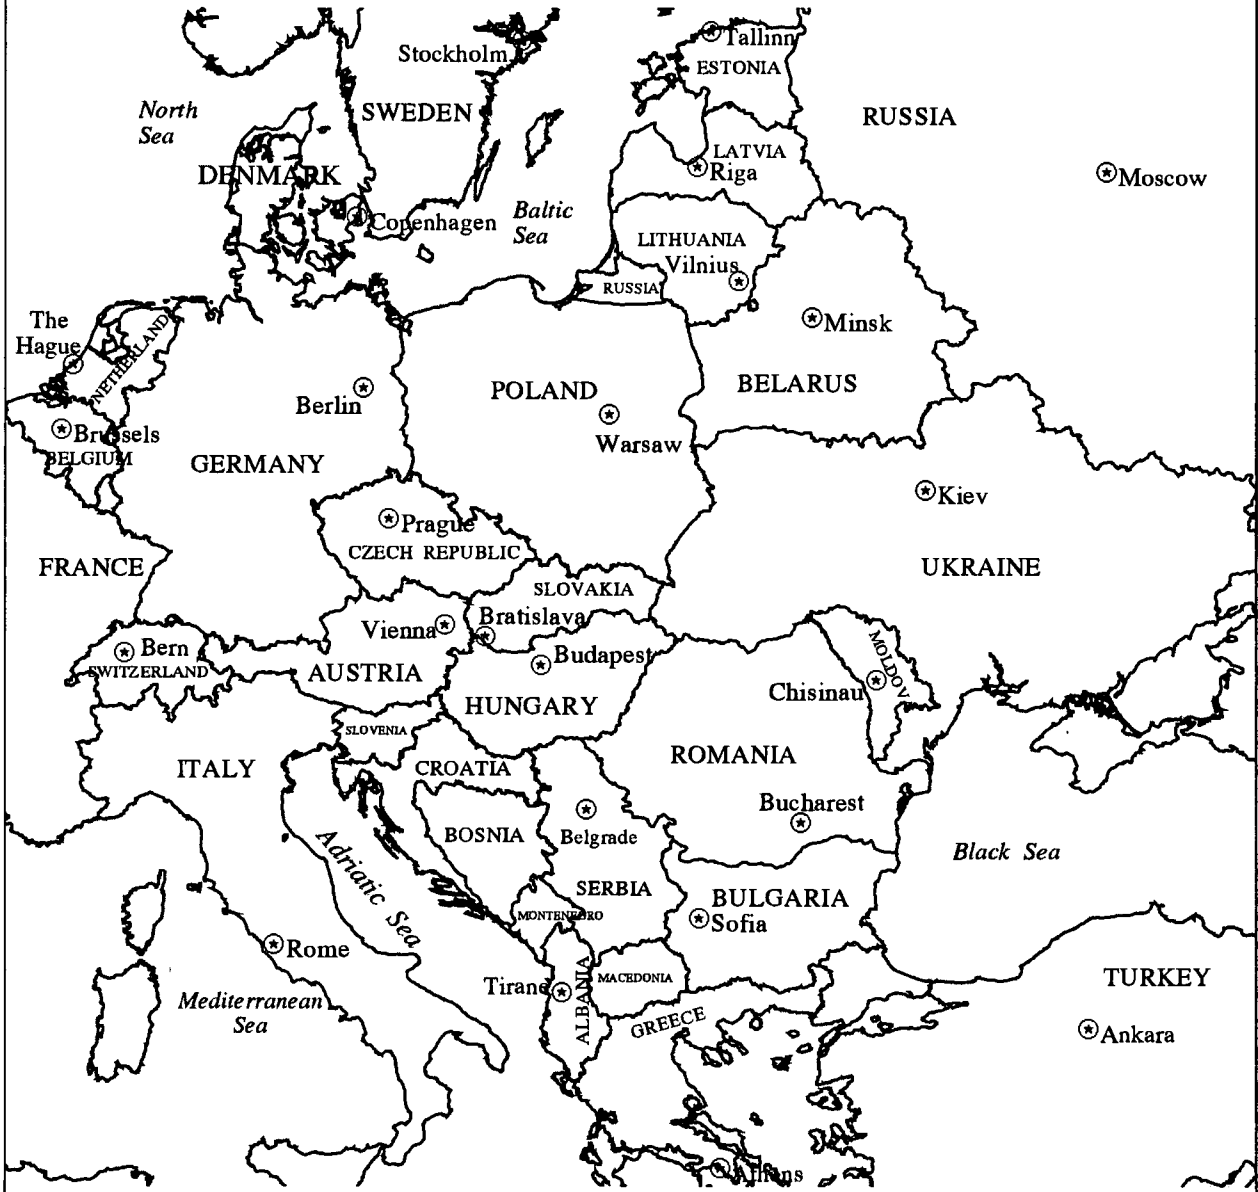 Tallinn
Stockholm
ESTONIA
North
Sea
SWEDEN
RUSSIA
LATVIA
Riga
DENMARK
Moscow
Copenhagen
Baltic
Sea
LITHUANIA
Vilnius
RUSSIA
The
Hague
NETHERLAND
Minsk
Berlin
POLAND
BELARUS
Brussels
BELGIUM
Warsaw
GERMANY
Kiev
Prague
CZECH REPUBLIC
FRANCE
UKRAINE
SLOVAKIA
Bratislava
Vienna
Bern
SWITZERLAND
Budapest
MOLDOV
AUSTRIA
Chisinau
HUNGARY
SLOVENIA
ITALY
CROATIA
ROMANIA
Bucharest
BOSNIA
Belgrade
Adriatic Sea
Black Sea
SERBIA
BULGARIA
MONTENEGRO
Sofia
Rome
TURKEY
Tirane
ALBANIA
MACEDONIA
Mediterranean
Sea
GREECE
Ankara